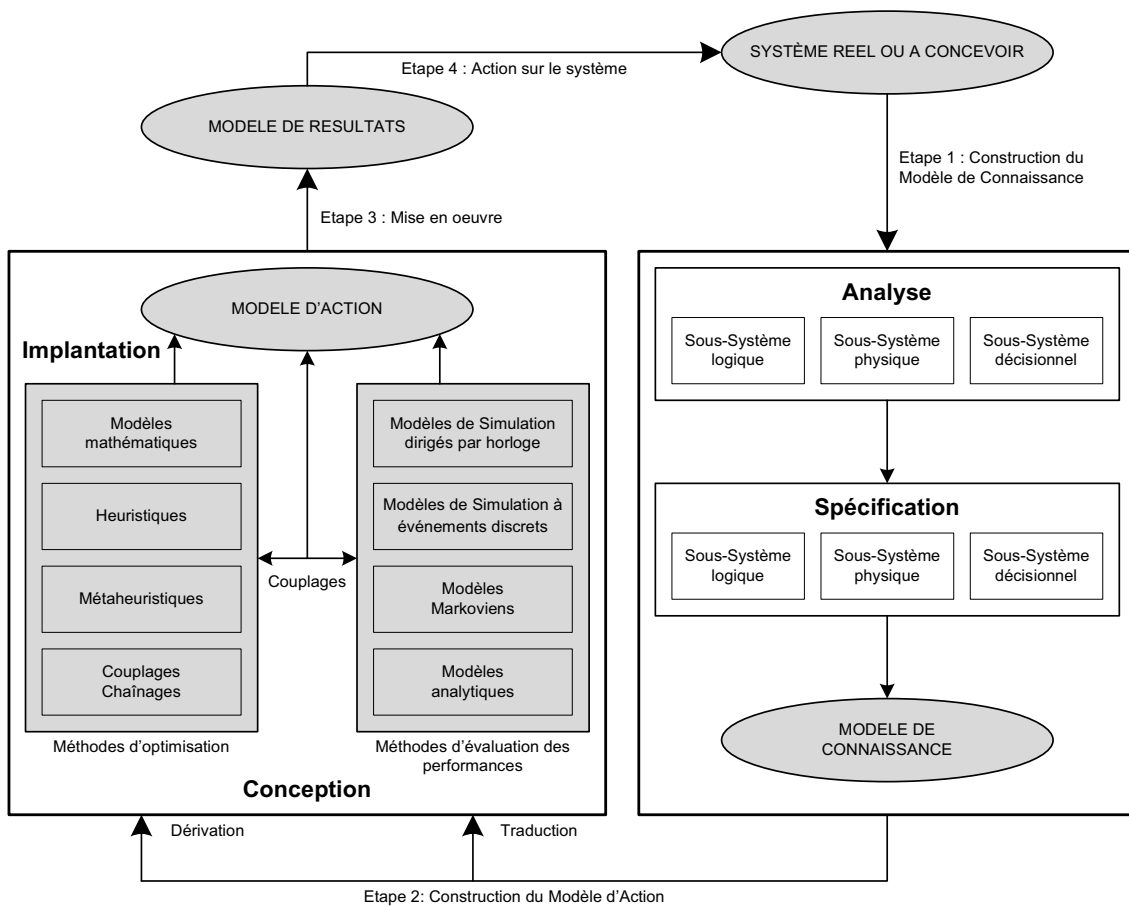 SYSTÈME REEL OU A CONCEVOIR
Etape 4 : Action sur le système
MODELE DE RESULTATS
Etape 1 : Construction du
Modèle de Connaissance
Etape 3 : Mise en oeuvre
MODELE D'ACTION
Implantation
Modèles
mathématiques
Heuristiques
Métaheuristiques
Couplages
Chaînages
Méthodes d'optimisation
Couplages
Modèles de Simulation
dirigés par horloge
Modèles de Simulation à
événements discrets
Modèles
Markoviens
Modèles
analytiques
Méthodes d'évaluation des
performances
Conception
Analyse
Sous-Système
logique
Sous-Système
physique
Sous-Système
décisionnel
Spécification
Sous-Système
logique
Sous-Système
physique
Sous-Système
décisionnel
MODELE DE
CONNAISSANCE
Dérivation
Traduction
Etape 2: Construction du Modèle d'Action